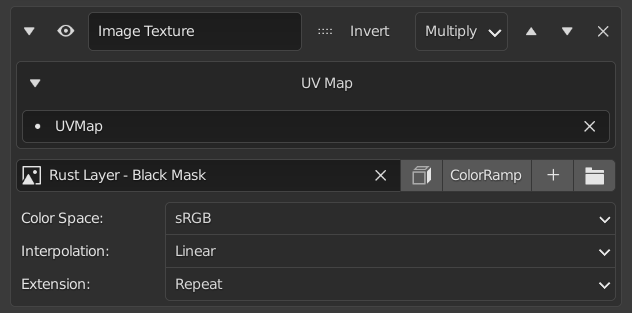 Image Texture Invert Multiply
UV Map
UVMap
Rust Layer - Black Mask ColorRamp
Color Space: sRGB
Interpolation: Linear
Extension: Repeat